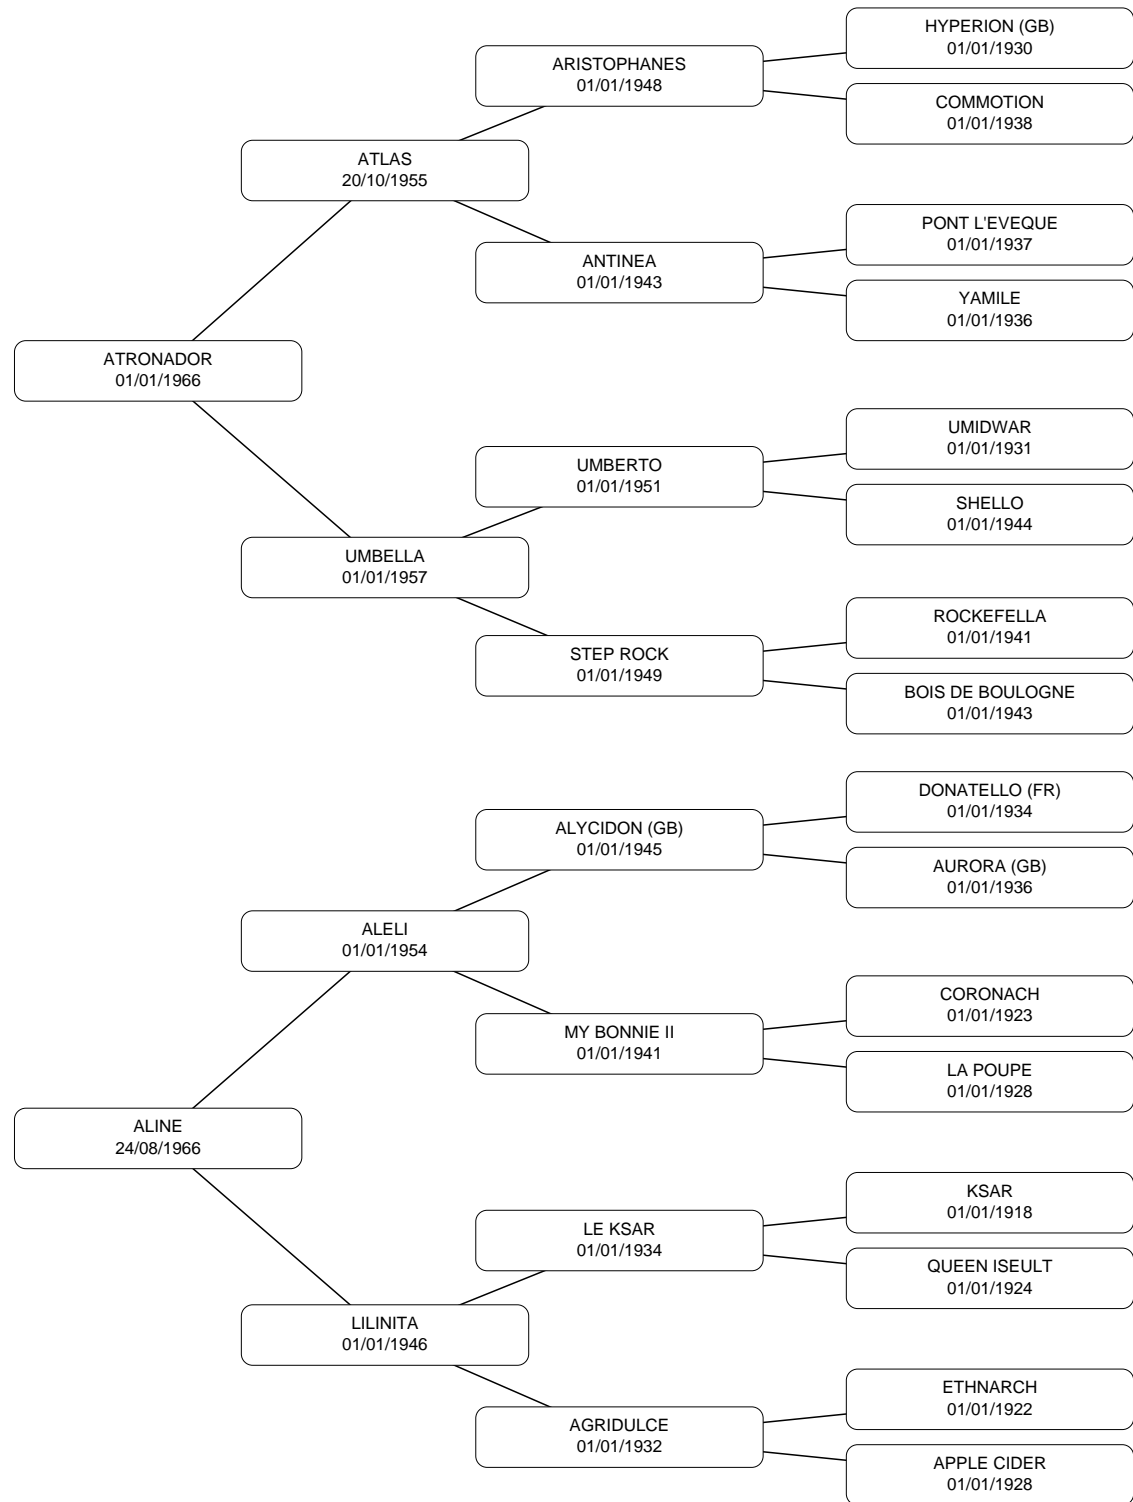 HYPERION (GB)
01/01/1930
ARISTOPHANES
01/01/1948
COMMOTION
01/01/1938
ATLAS
20/10/1955
PONT L'EVEQUE
01/01/1937
ANTINEA
01/01/1943
YAMILE
01/01/1936
ATRONADOR
01/01/1966
UMIDWAR
01/01/1931
UMBERTO
01/01/1951
SHELLO
01/01/1944
UMBELLA
01/01/1957
ROCKEFELLA
01/01/1941
STEP ROCK
01/01/1949
BOIS DE BOULOGNE
01/01/1943
DONATELLO (FR)
01/01/1934
ALYCIDON (GB)
01/01/1945
AURORA (GB)
01/01/1936
ALELI
01/01/1954
CORONACH
01/01/1923
MY BONNIE II
01/01/1941
LA POUPE
01/01/1928
ALINE
24/08/1966
KSAR
01/01/1918
LE KSAR
01/01/1934
QUEEN ISEULT
01/01/1924
LILINITA
01/01/1946
ETHNARCH
01/01/1922
AGRIDULCE
01/01/1932
APPLE CIDER
01/01/1928